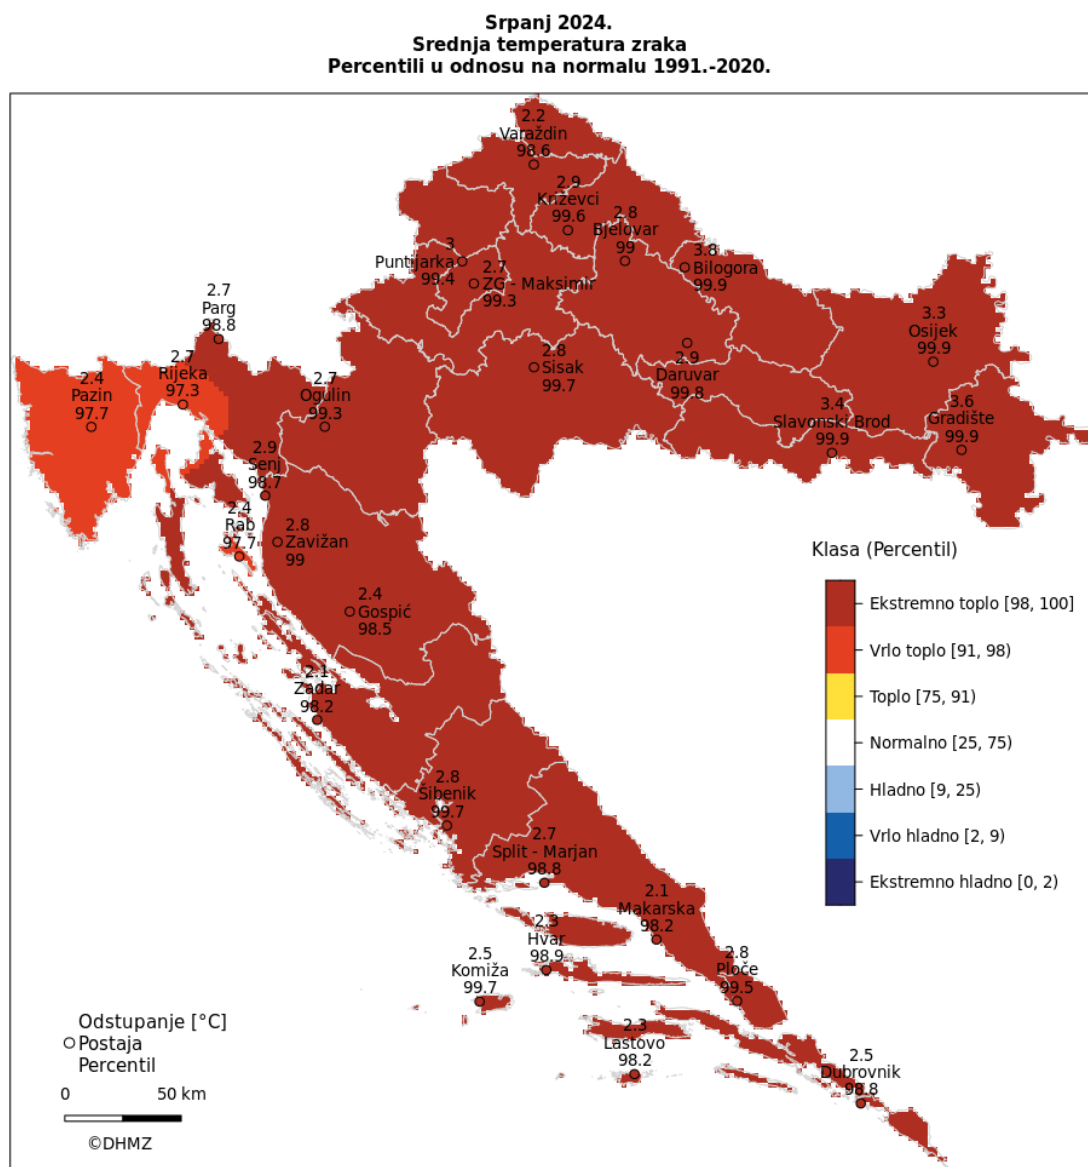 Srpanj 2024.
Srednja temperatura zraka
Percentili u odnosu na normalu 1991.-2020.
2.2
Varaždin
98.6
2.9
Križevci
99.6
2.8
Bjelovar
99
3
Puntijarka
99.4
2.7
ZG - Maksimir
99.3
3.8
Bilogora
99.9
2.7
Parg
98.8
3.3
Osijek
99.9
2.4
Pazin
97.7
2.7
Rijeka
97.3
2.7
Ogulin
99.3
2.8
Sisak
99.7
2.9
Daruvar
99.8
3.4
Slavonski Brod
99.9
3.6
Gradište
99.9
2.9
Senj
98.7
2.4
Rab
97.7
2.8
Zavižan
99
2.4
Gospić
98.5
2.1
Zadar
98.2
2.8
Šibenik
99.7
2.7
Split - Marjan
98.8
2.1
Makarska
98.2
2.3
Hvar
98.9
2.5
Komiža
99.7
2.8
Ploče
99.5
2.3
Lastovo
98.2
2.5
Dubrovnik
98.8
Klasa (Percentil)
Ekstremno toplo [98, 100]
Vrlo toplo [91, 98)
Toplo [75, 91)
Normalno [25, 75)
Hladno [9, 25)
Vrlo hladno [2, 9)
Ekstremno hladno [0, 2)
Odstupanje [°C]
Postaja
Percentil
0 50 km
©DHMZ